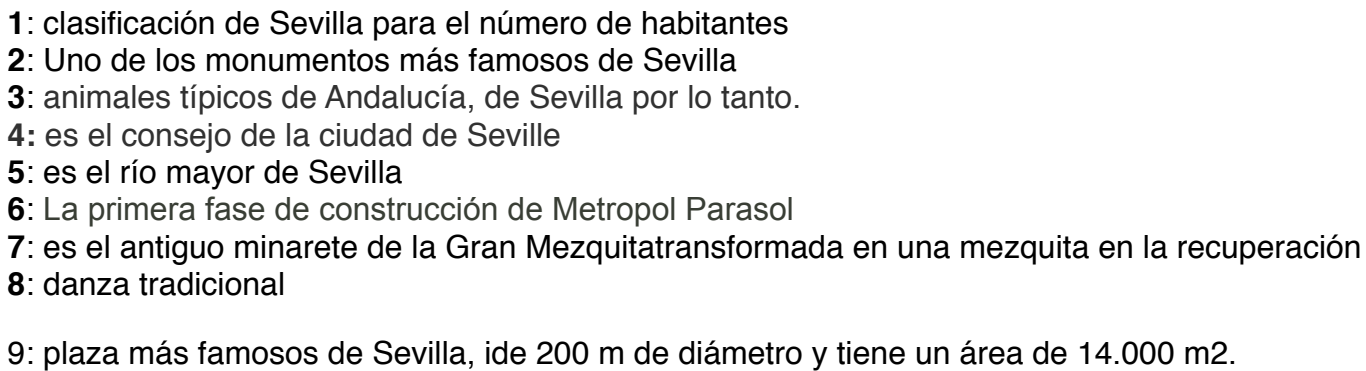 1: clasificación de Sevilla para el número de habitantes
2: Uno de los monumentos más famosos de Sevilla
3: animales típicos de Andalucía, de Sevilla por lo tanto.
4: es el consejo de la ciudad de Seville
5: es el río mayor de Sevilla
6: La primera fase de construcción de Metropol Parasol
7: es el antiguo minarete de la Gran Mezquitatransformada en una mezquita en la recuperación
8: danza tradicional
9: plaza más famosos de Sevilla, ide 200 m de diámetro y tiene un área de 14.000 m2.